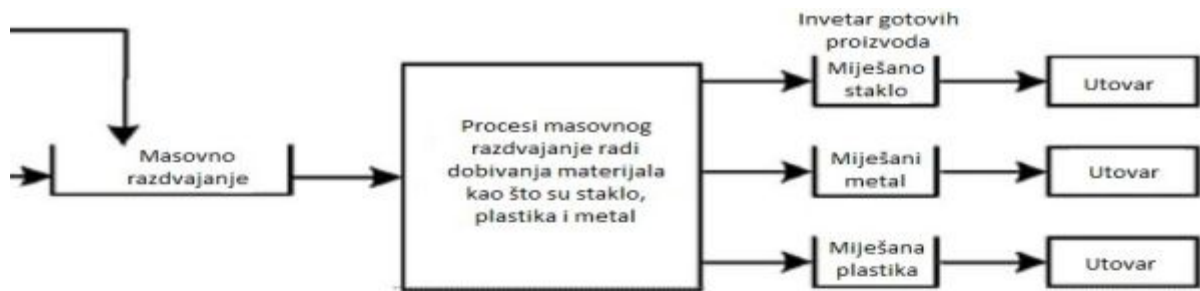 Invetar gotovih
proizvoda
Masovno
razdvajanje
Procesi masovnog
razdvajanje radi
dobivanja materijala
kao što su staklo,
plastika i metal
Miješano
staklo
Utovar
Miješani
metal
Utovar
Miješana
plastika
Utovar